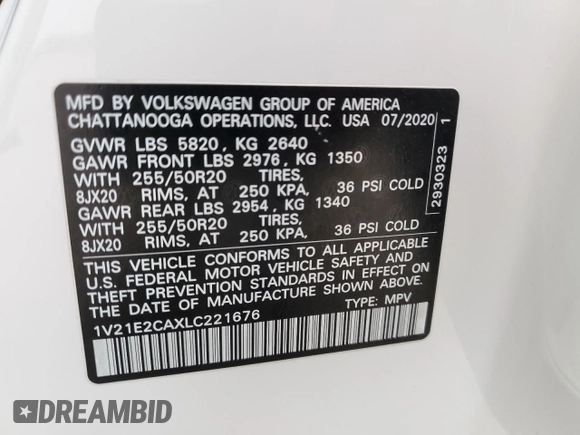 MFD BY VOLKSWAGEN GROUP OF AMERICA
CHATTANOOGA OPERATIONS, LLC. USA 07/2020
GVWR LBS 5820, KG 2640
GAWR FRONT LBS 2976, KG 1350
WITH 255/50R20 TIRES,
8JX20 RIMS, AT 250 KPA, 36 PSI COLD
GAWR REAR LBS 2954, KG 1340
WITH 255/50R20 TIRES,
8JX20 RIMS, AT 250 KPA, 36 PSI COLD
THIS VEHICLE CONFORMS TO ALL APPLICABLE
U.S. FEDERAL MOTOR VEHICLE SAFETY AND
THEFT PREVENTION STANDARDS IN EFFECT ON
THE DATE OF MANUFACTURE SHOWN ABOVE.
1V21E2CAXLC221676 TYPE: MPV
2930323 1
DREAMBID